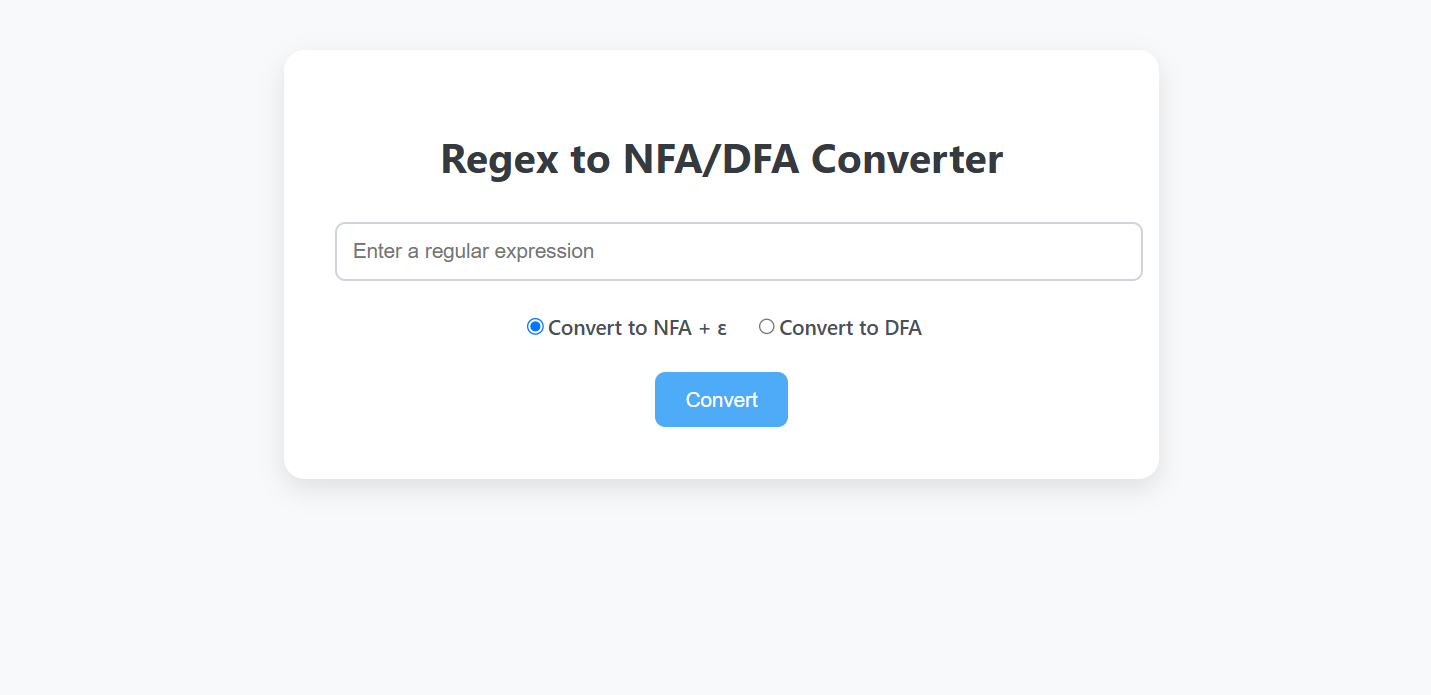 Regex to NFA/DFA Converter
Enter a regular expression
Convert to NFA + ε Convert to DFA
Convert